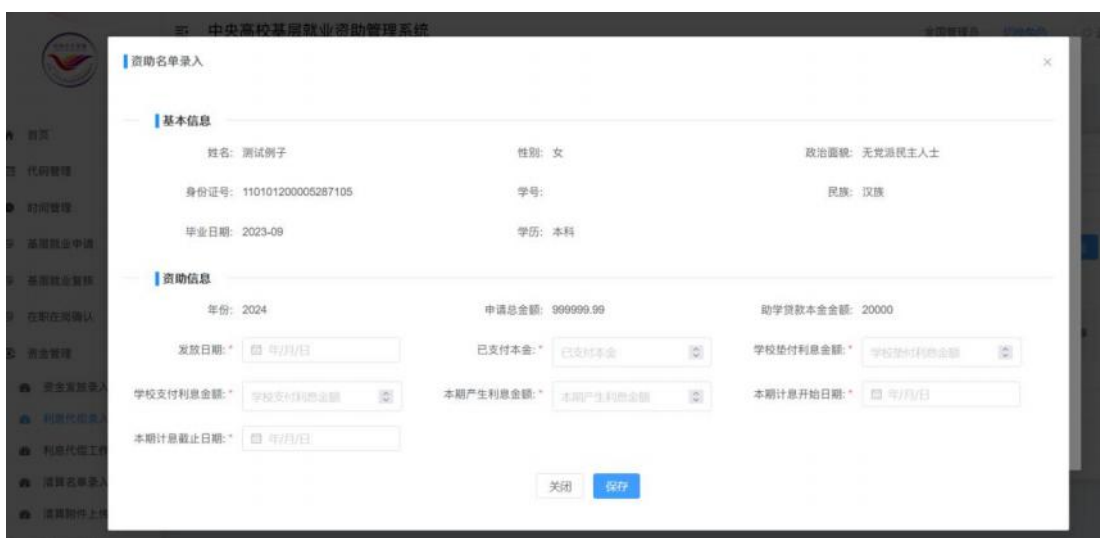 中央高校基层就业资助管理系统
全国管理员
资助名单录入
基本信息
姓名: 测试例子 性别: 女 政治面貌: 无党派民主人士
身份证号: 110101200005287105 学号: 民族: 汉族
毕业日期: 2023-09 学历: 本科
资助信息
年份: 2024 申请总金额: 999999.99 助学贷款本金金额: 20000
发放日期: * 年/月/日 已支付本金: * 已支付本金 学校垫付利息金额: * 学校垫付利息金额
学校支付利息金额: * 学校支付利息金额 本期产生利息金额: * 本期产生利息金额 本期计息开始日期: * 年/月/日
本期计息截止日期: * 年/月/日
关闭 保存
首页
代码管理
时间管理
基层就业申请
基层就业复核
在职在岗确认
资金管理
资金发放录入
利息代偿录入
利息代偿工作
清算名单录入
清算附件上传